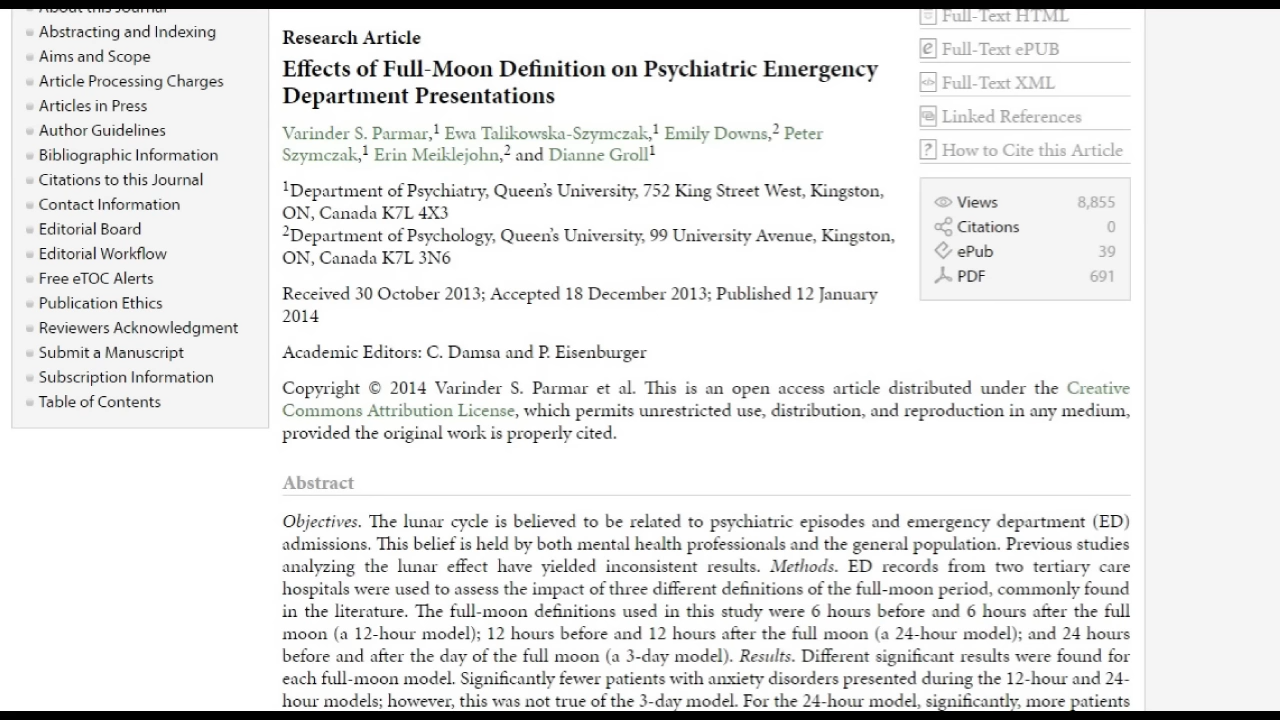 About this Journal
Abstracting and Indexing
Aims and Scope
Article Processing Charges
Articles in Press
Author Guidelines
Bibliographic Information
Citations to this Journal
Contact Information
Editorial Board
Editorial Workflow
Free eTOC Alerts
Publication Ethics
Reviewers Acknowledgment
Submit a Manuscript
Subscription Information
Table of Contents
Research Article
Effects of Full-Moon Definition on Psychiatric Emergency
Department Presentations
Varinder S. Parmar,1 Ewa Talikowska-Szymczak,1 Emily Downs,2 Peter
Szymczak,1 Erin Meiklejohn,2 and Dianne Groll1
1Department of Psychiatry, Queen's University, 752 King Street West, Kingston,
ON, Canada K7L 4X3
2Department of Psychology, Queen's University, 99 University Avenue, Kingston,
ON, Canada K7L 3N6
Received 30 October 2013; Accepted 18 December 2013; Published 12 January
2014
Academic Editors: C. Damsa and P. Eisenburger
Copyright © 2014 Varinder S. Parmar et al. This is an open access article distributed under the Creative
Commons Attribution License, which permits unrestricted use, distribution, and reproduction in any medium,
provided the original work is properly cited.
Abstract
Objectives. The lunar cycle is believed to be related to psychiatric episodes and emergency department (ED)
admissions. This belief is held by both mental health professionals and the general population. Previous studies
analyzing the lunar effect have yielded inconsistent results. Methods. ED records from two tertiary care
hospitals were used to assess the impact of three different definitions of the full-moon period, commonly found
in the literature. The full-moon definitions used in this study were 6 hours before and 6 hours after the full
moon (a 12-hour model); 12 hours before and 12 hours after the full moon (a 24-hour model); and 24 hours
before and after the day of the full moon (a 3-day model). Results. Different significant results were found for
each full-moon model. Significantly fewer patients with anxiety disorders presented during the 12-hour and 24-
hour models; however, this was not true of the 3-day model. For the 24-hour model, significantly, more patients
Full-Text HTML
Full-Text ePUB
Full-Text XML
Linked References
How to Cite this Article
Views 8,855
Citations 0
ePub 39
PDF 691